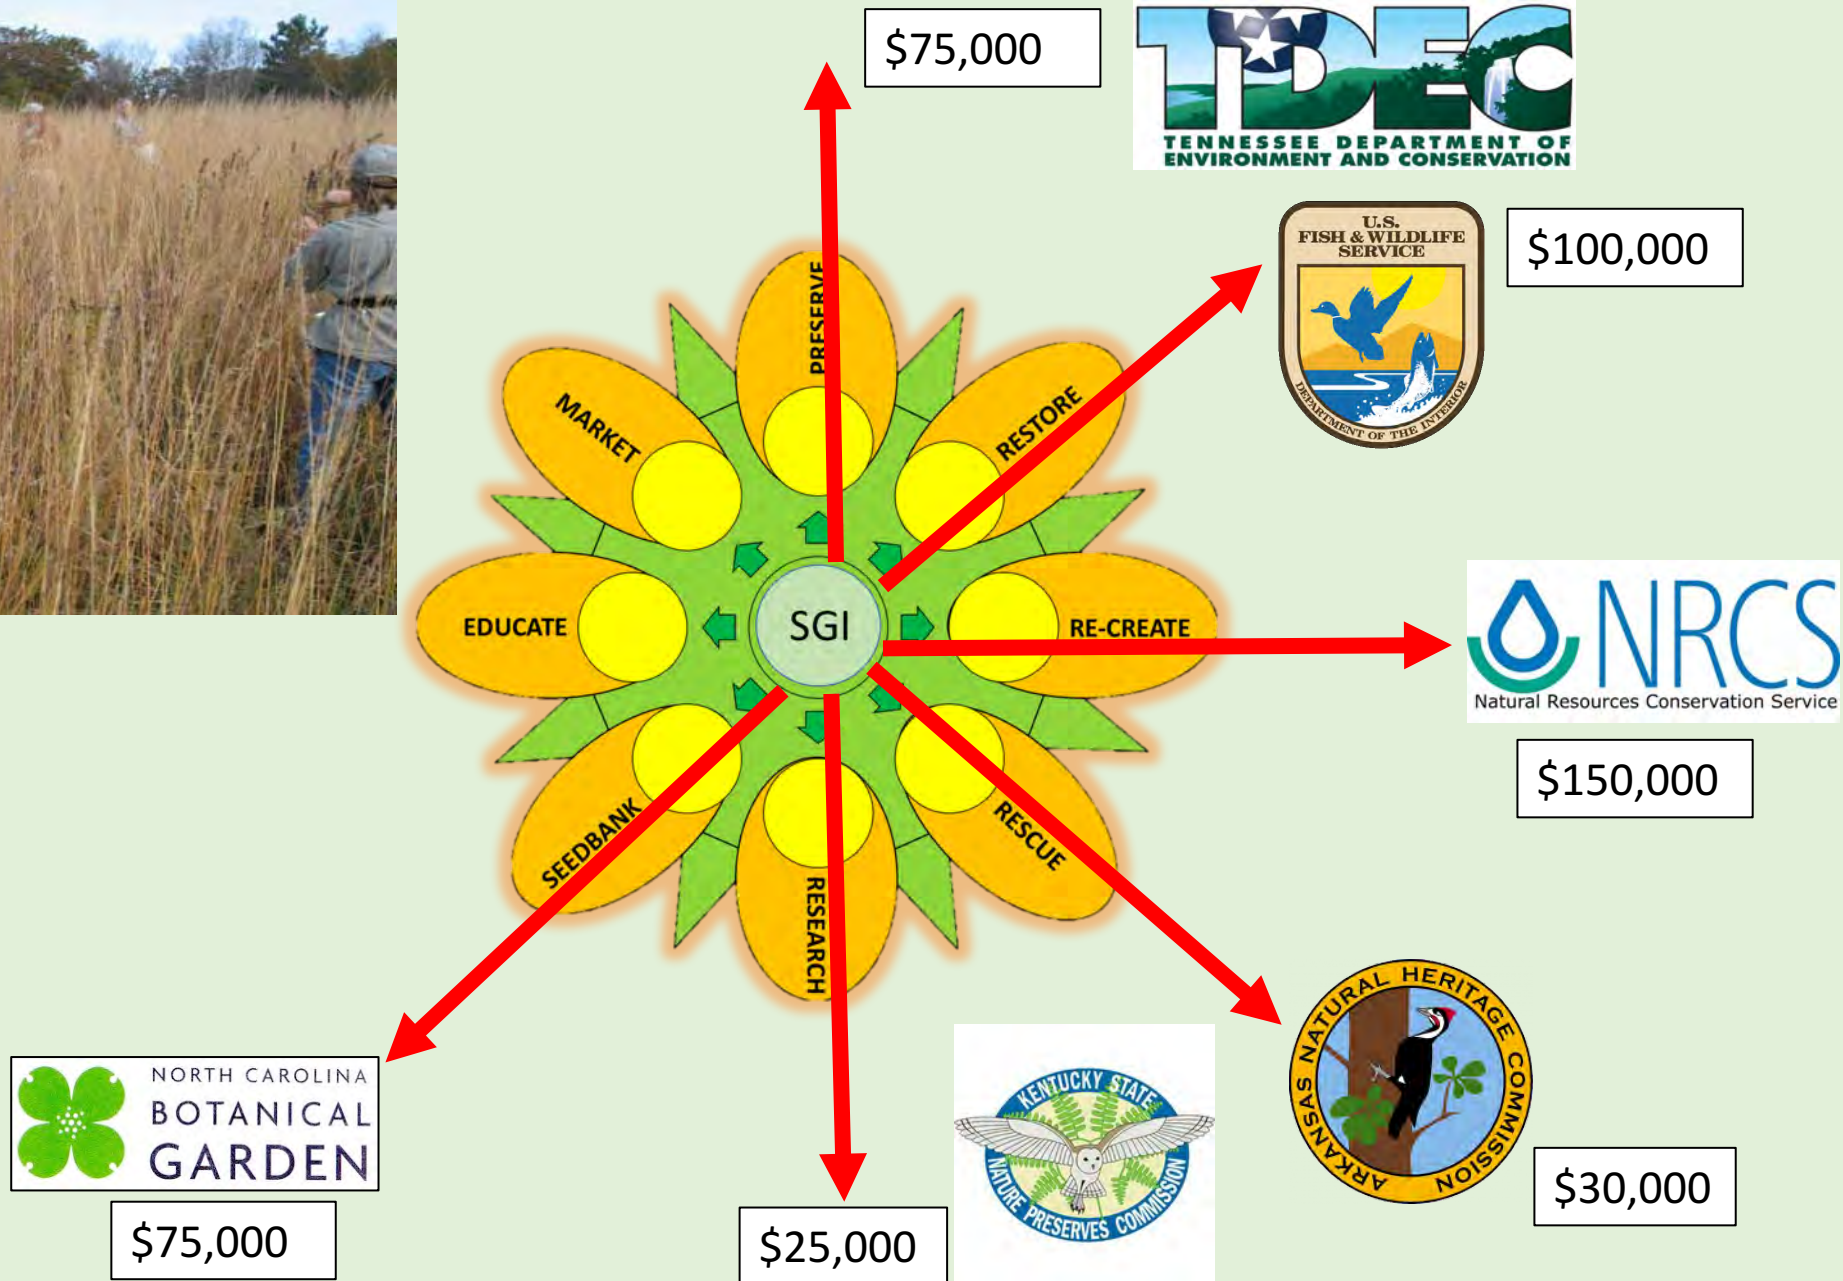 $75,000
TDEC
TENNESSEE DEPARTMENT OF
ENVIRONMENT AND CONSERVATION
U.S.
FISH & WILDLIFE
SERVICE
DEPARTMENT OF THE INTERIOR
$100,000
PRESERVE
MARKET
RESTORE
EDUCATE
SGI
RE-CREATE
NRCS
Natural Resources Conservation Service
$150,000
SEEDBANK
RESCUE
RESEARCH
NORTH CAROLINA
BOTANICAL
GARDEN
$75,000
KENTUCKY STATE
NATURE PRESERVES COMMISSION
$25,000
ARKANSAS NATURAL HERITAGE COMMISSION
$30,000